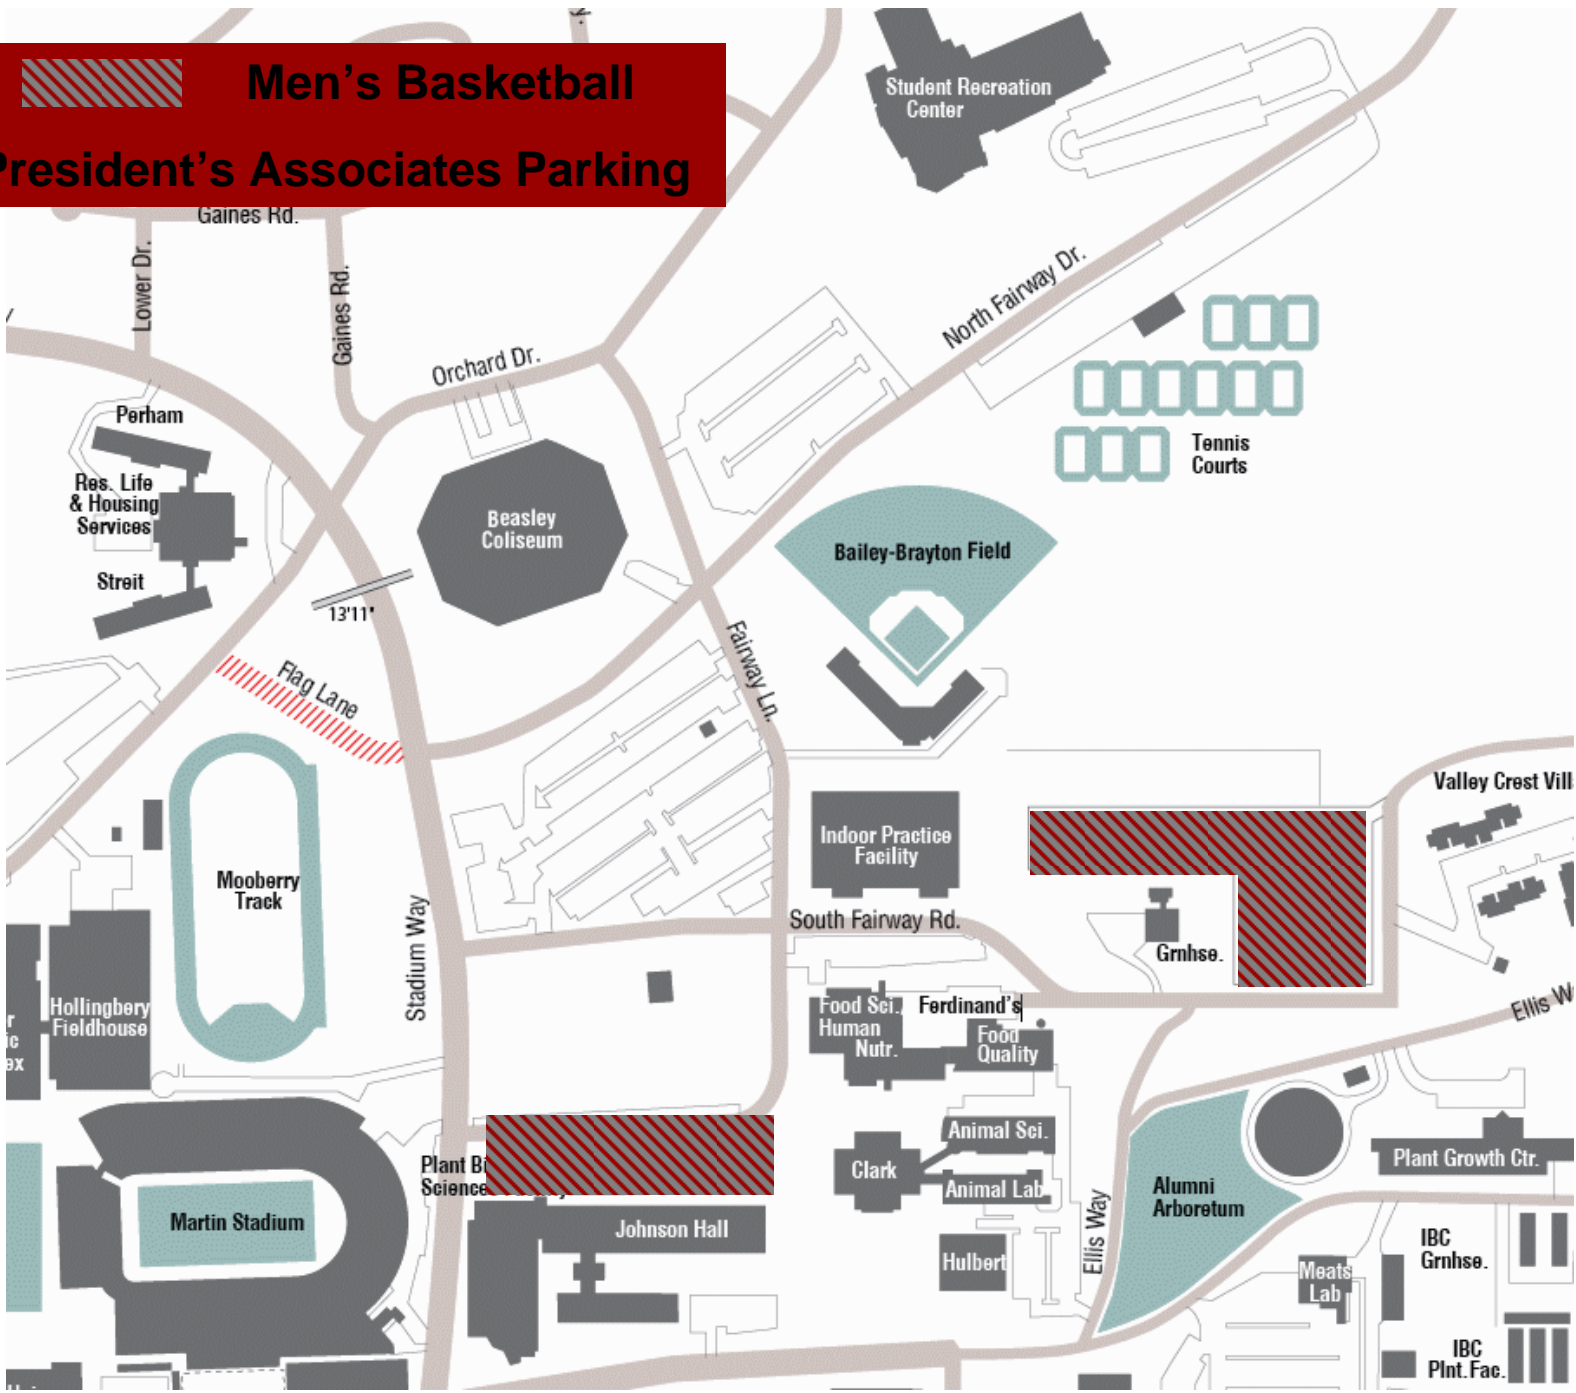 Men’s Basketball
President’s Associates Parking
Student Recreation
Center
Gaines Rd.
Lower Dr.
Gaines Rd.
North Fairway Dr.
Orchard Dr.
Perham
Tennis
Courts
Res. Life
& Housing
Services
Beasley
Coliseum
Bailey-Brayton Field
Streit
13'11"
Fairway Ln.
Flag Lane
Valley Crest Vill
Indoor Practice
Facility
Mooberry
Track
Stadium Way
South Fairway Rd.
Grnhse.
Hollingbery
Fieldhouse
Food Sci.,
Human
Nutr.
Ferdinand's
Food
Quality
Ellis W
r
ic
ex
Animal Sci.
Plant Bi
Science
Clark
Animal Lab
Plant Growth Ctr.
Alumni
Arboretum
Martin Stadium
Johnson Hall
Ellis Way
Hulbert
IBC
Grnhse.
Meats
Lab
IBC
Plnt.Fac.